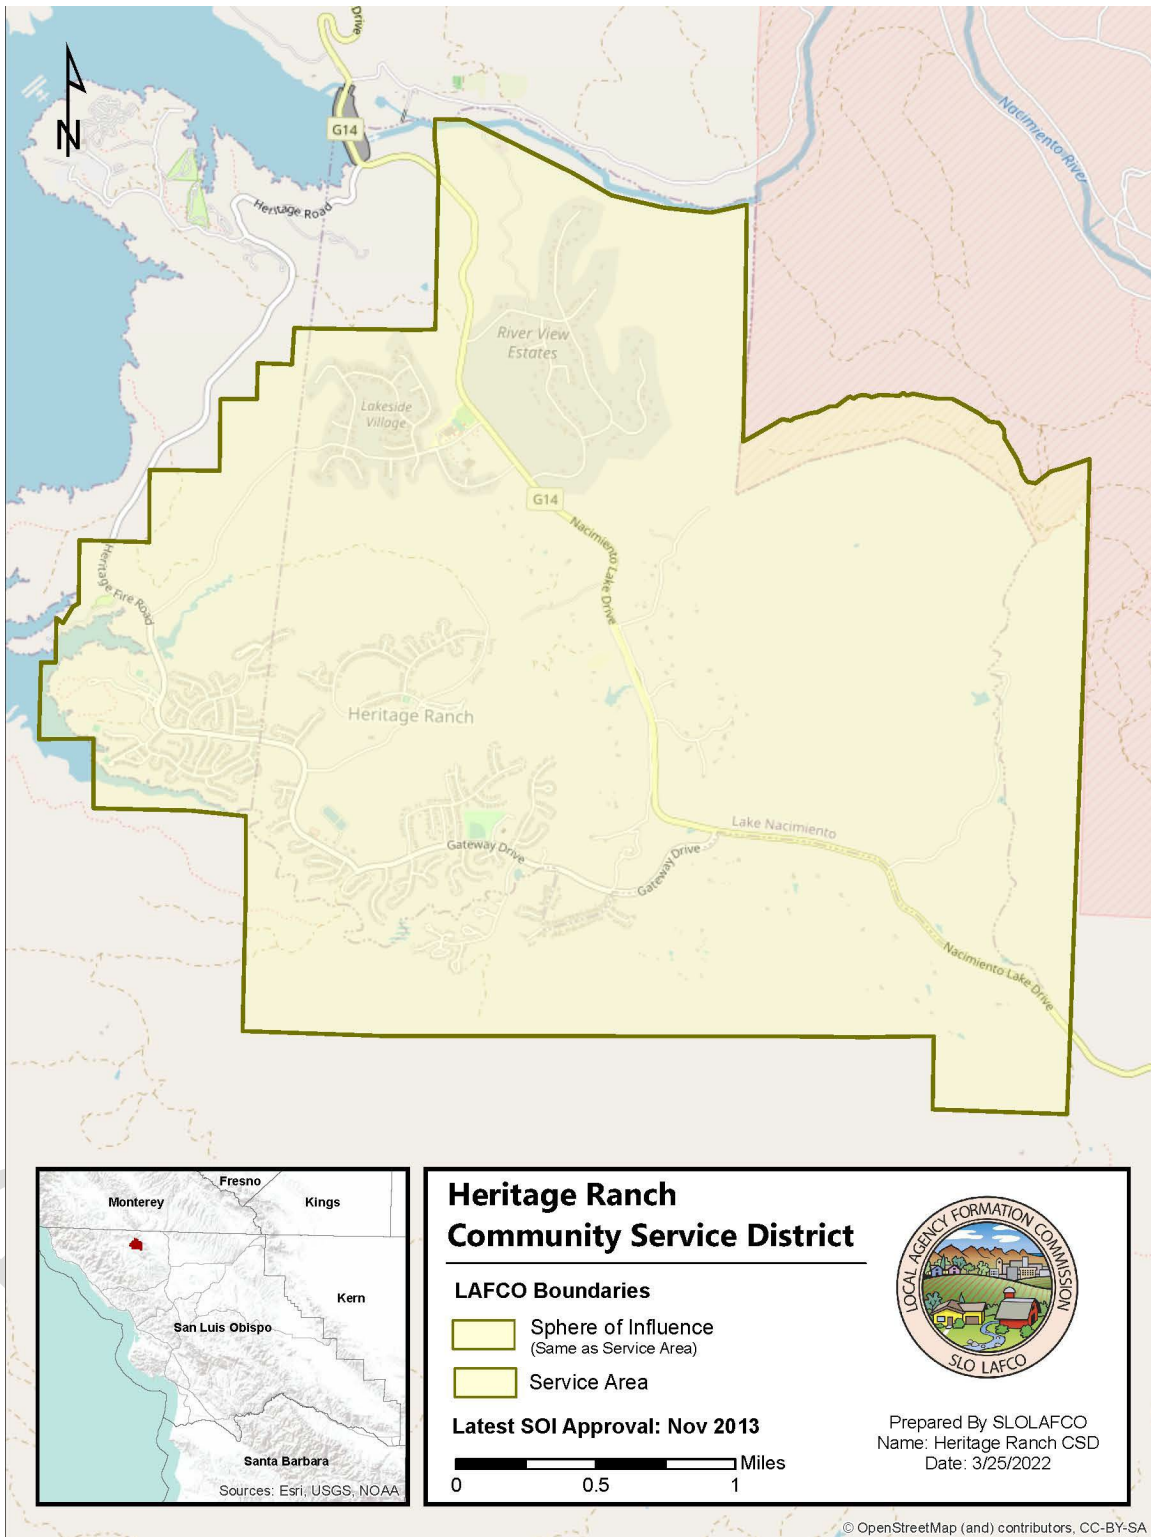 Drive
N
G14
Nacimiento River
Heritage Road
River View
Estates
Lakeside
Village
G14
Nacimiento Lake Drive
Heritage Fire Road
Heritage Ranch
Lake Nacimiento
Gateway Drive
Gateway Drive
Nacimiento Lake Drive
Fresno
Monterey
Kings
Kern
San Luis Obispo
Santa Barbara
Sources: Esri, USGS, NOAA
Heritage Ranch
Community Service District
LAFCO Boundaries
Sphere of Influence
(Same as Service Area)
Service Area
Latest SOI Approval: Nov 2013
Miles
0 0.5 1
LOCAL AGENCY FORMATION COMMISSION
SLO LAFCO
Prepared By SLOLAFCO
Name: Heritage Ranch CSD
Date: 3/25/2022
© OpenStreetMap (and) contributors, CC-BY-SA